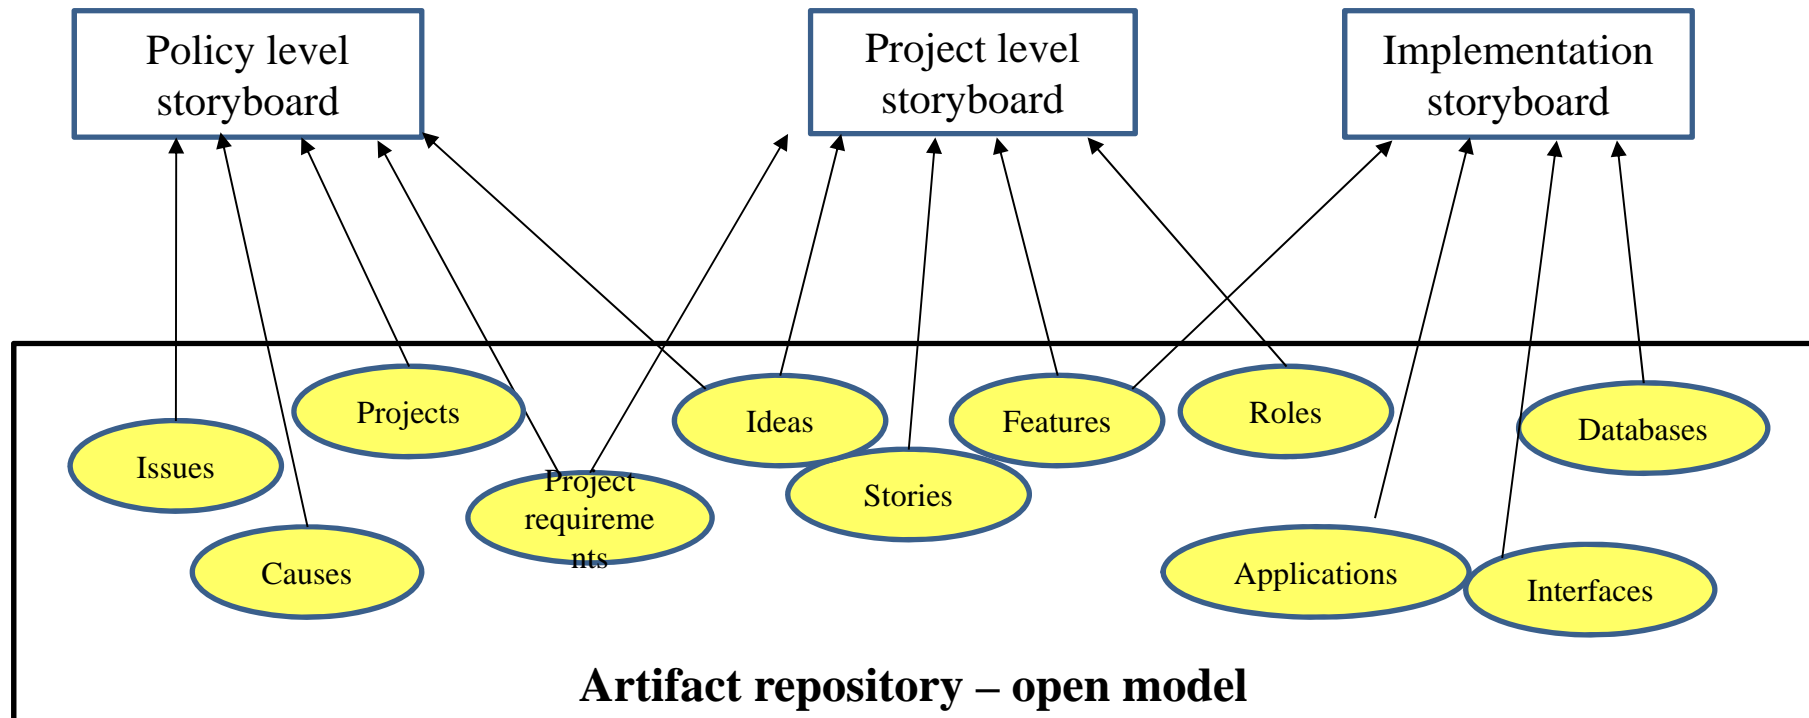 Policy level
storyboard
Project level
storyboard
Implementation
storyboard
Issues
Causes
Projects
Project
requireme
nts
Ideas
Stories
Features
Roles
Applications
Interfaces
Databases
Artifact repository – open model